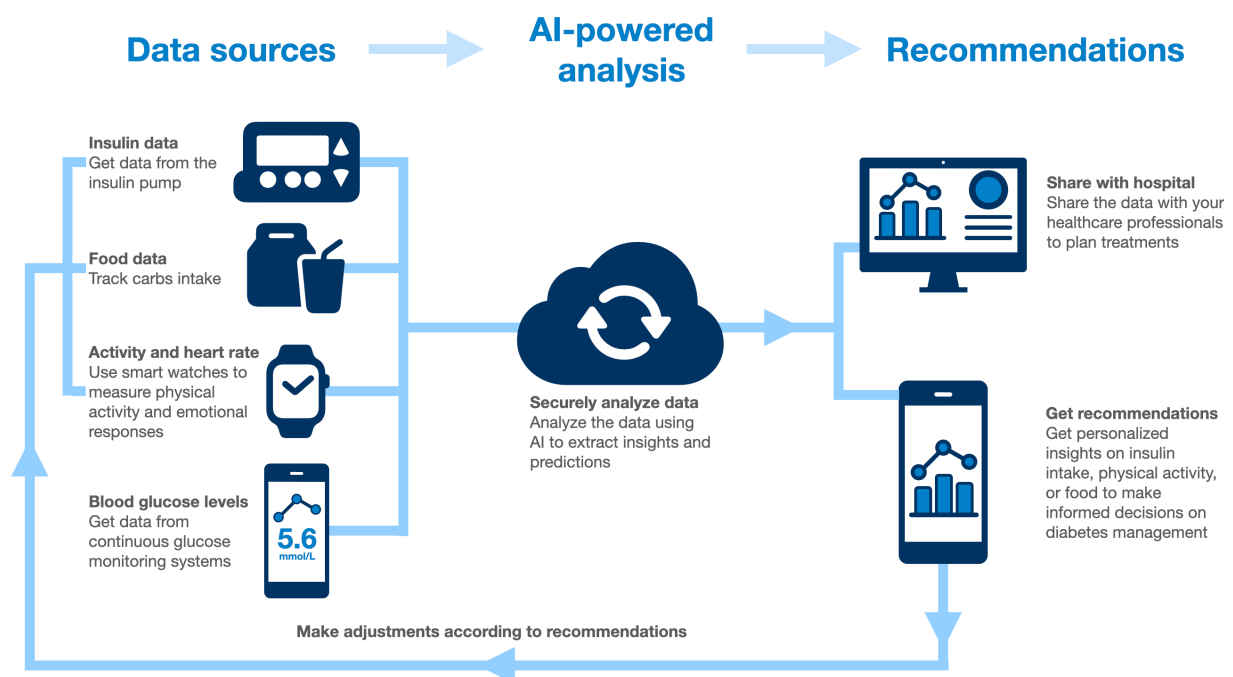 Data sources
AI-powered
analysis
Recommendations
Insulin data
Get data from the
insulin pump
Food data
Track carbs intake
Activity and heart rate
Use smart watches to
measure physical
activity and emotional
responses
Blood glucose levels
Get data from
continuous glucose
monitoring systems
5.6
mmol/L
Securely analyze data
Analyze the data using
AI to extract insights and
predictions
Share with hospital
Share the data with your
healthcare professionals
to plan treatments
Get recommendations
Get personalized
insights on insulin
intake, physical activity,
or food to make
informed decisions on
diabetes management
Make adjustments according to recommendations